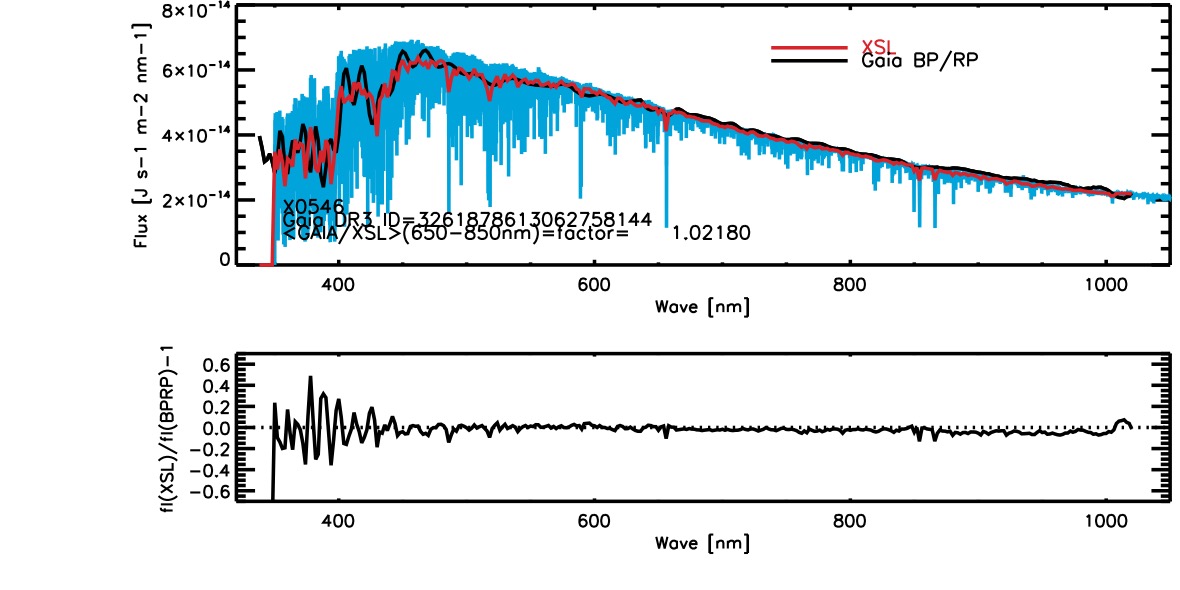 8×10−14
6×10−14
4×10−14
2×10−14
0
Flux [J s−1 m−2 nm−1]
XSL
Gaia BP/RP
X0546
Gaia DR3 ID=3261878613062758144
<GAIA/XSL>(650−850nm)=factor= 1.02180
400 600 800 1000
Wave [nm]
fl(XSL)/fl(BPRP)−1
0.6
0.4
0.2
0.0
−0.2
−0.4
−0.6
400 600 800 1000
Wave [nm]